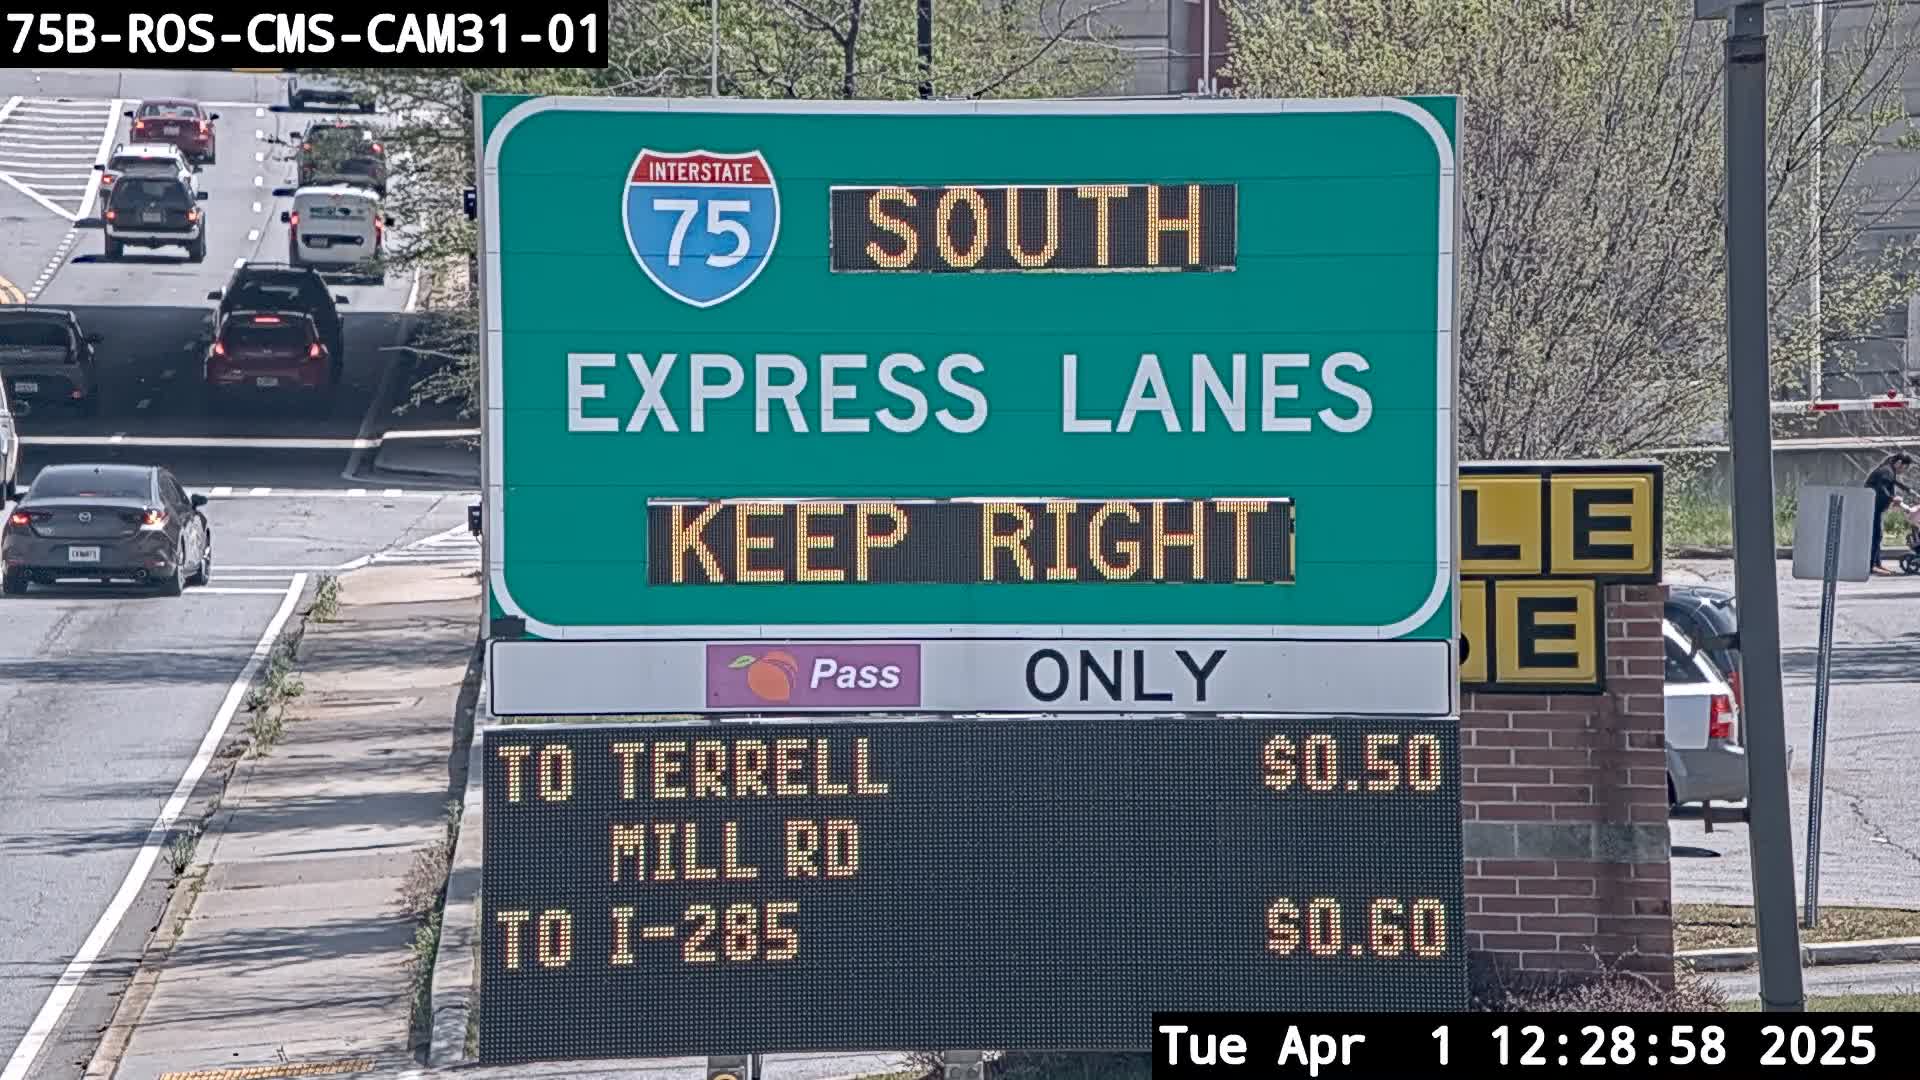 75B-ROS-CMS-CAM31-01
INTERSTATE
75
SOUTH
EXPRESS LANES
KEEP RIGHT
Pass ONLY
TO TERRELL $0.50
MILL RD
TO I-285 $0.60
LE
E
Tue Apr 1 12:28:58 2025